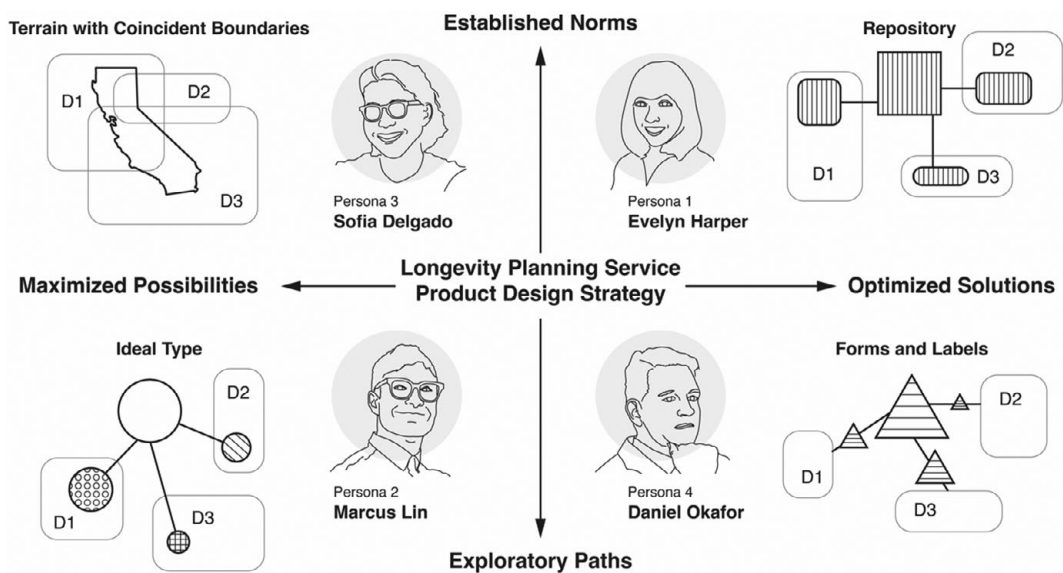 Established Norms
Terrain with Coincident Boundaries
D1
D2
D3
Persona 3
Sofia Delgado
Persona 1
Evelyn Harper
Repository
D2
D1
D3
Maximized Possibilities
Longevity Planning Service
Product Design Strategy
Optimized Solutions
Ideal Type
D2
D1
D3
Persona 2
Marcus Lin
Persona 4
Daniel Okafor
Forms and Labels
D2
D1
D3
Exploratory Paths